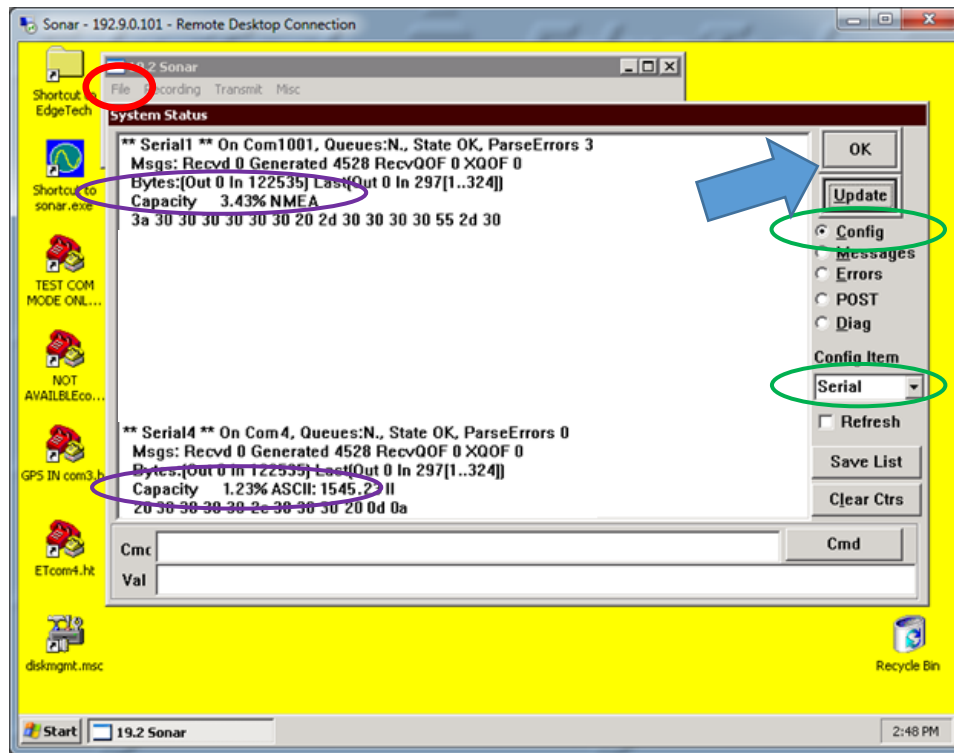 Sonar - 192.9.0.101 - Remote Desktop Connection
Shortcut to
EdgeTech
Shortcut to
sonar.exe
TEST COM
MODE ONL...
NOT
AVAILBLEco...
GPS IN com3.h
ETcom4.ht
diskmgmt.msc
19.2 Sonar
File Recording Transmit Misc
System Status
** Serial1 ** On Com1001, Queues:N., State OK, ParseErrors 3
Msgs: Recvd 0 Generated 4528 RecvQOF 0 XQOF 0
Bytes:[Out 0 In 122535] Last[Out 0 In 297[1..324]]
Capacity 3.43% NMEA
3a 30 30 30 30 30 30 20 2d 30 30 30 30 55 2d 30
** Serial4 ** On Com4, Queues:N., State OK, ParseErrors 0
Msgs: Recvd 0 Generated 4528 RecvQOF 0 XQOF 0
Bytes:[Out 0 In 122535] Last[Out 0 In 297[1..324]]
Capacity 1.23% ASCII: 1545.23 II
20 30 30 30 30 2e 30 30 30 20 0d 0a
OK
Update
Config
Messages
Errors
POST
Diag
Config Item
Serial
Refresh
Save List
Clear Ctrs
Cmd
Val
Cmd
Recycle Bin
Start
19.2 Sonar
2:48 PM